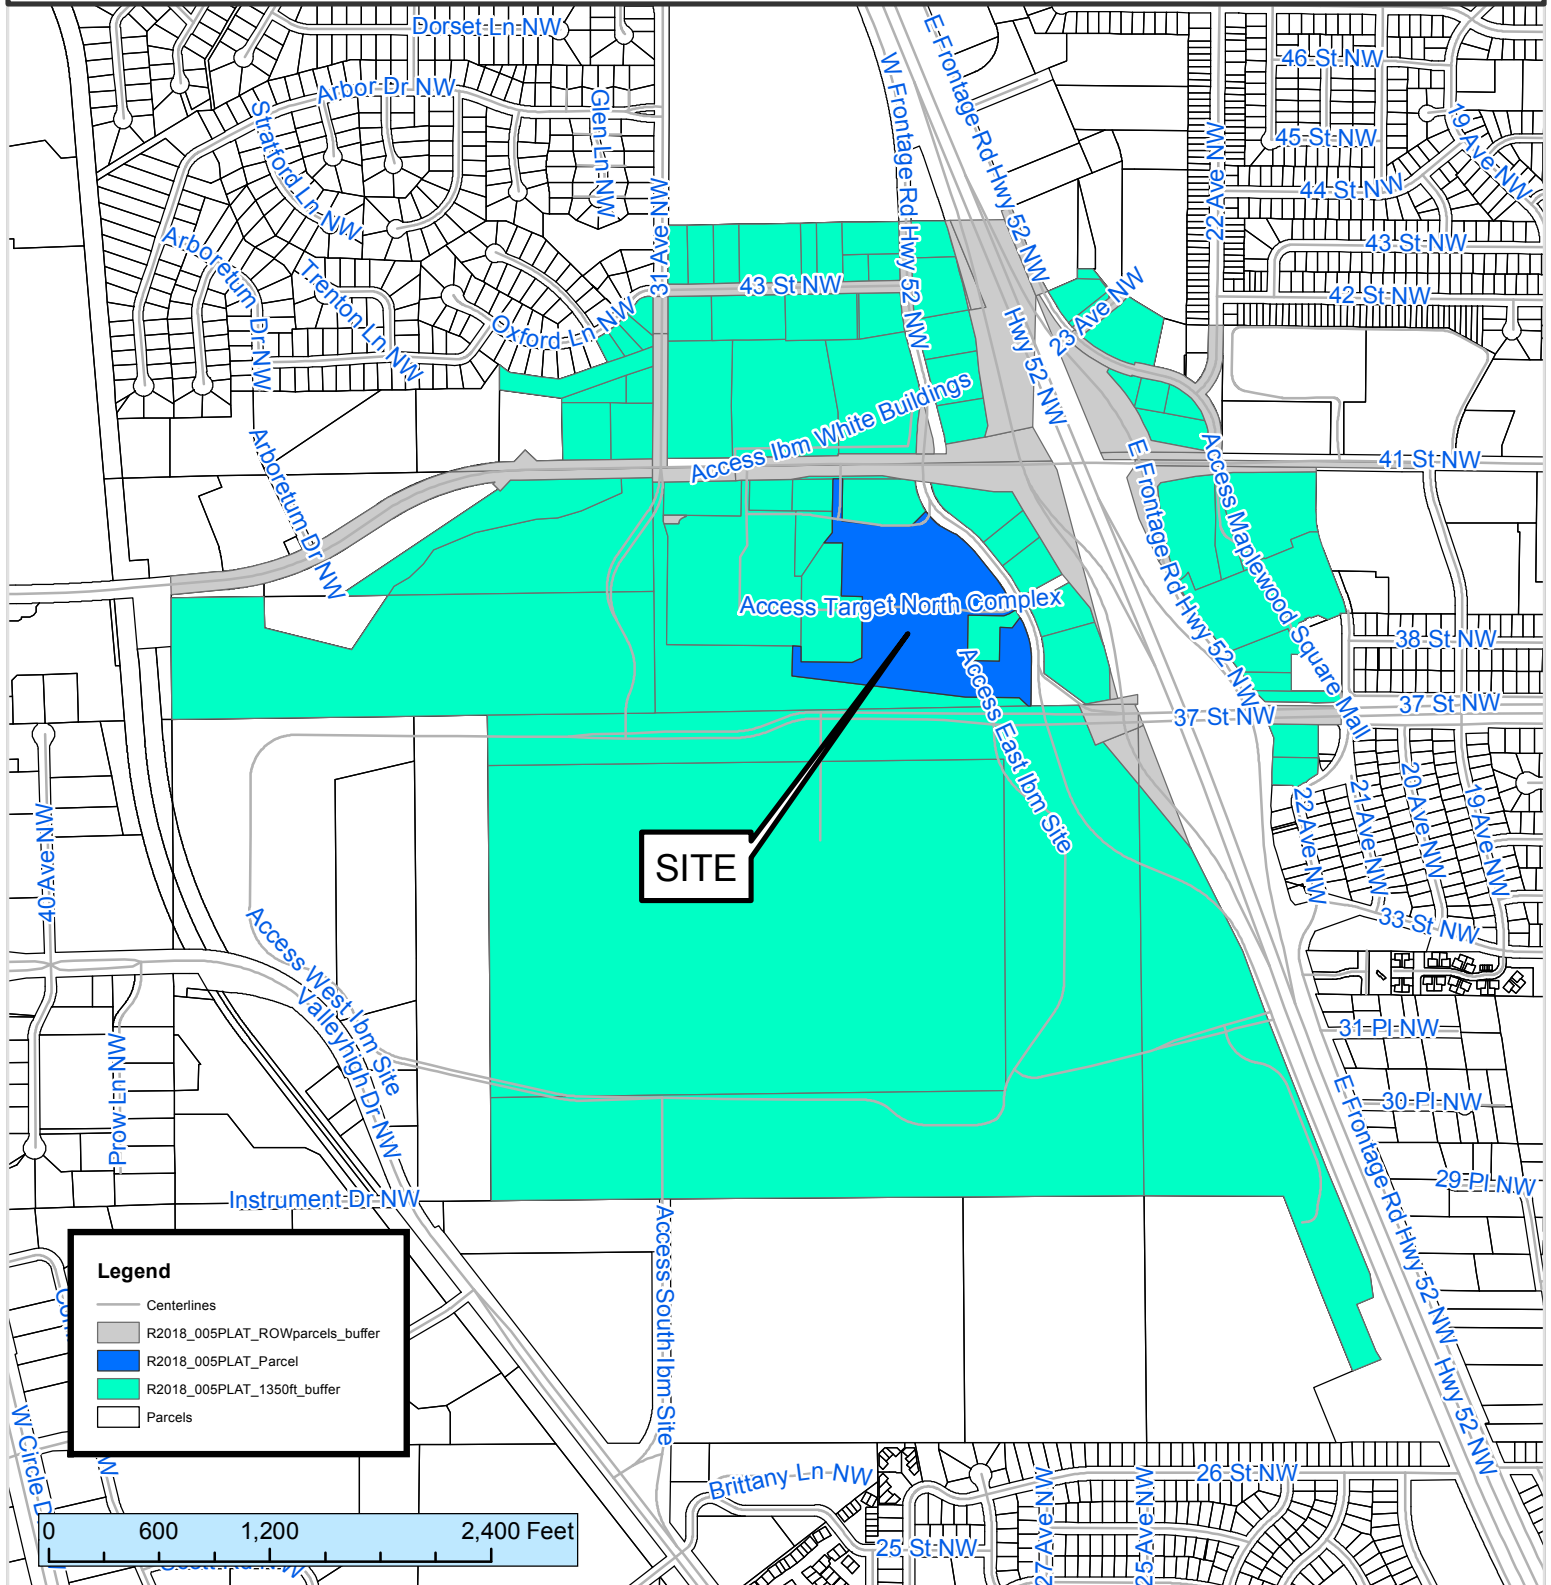 Dorset Ln NW
Arbor Dr NW
Stratford Ln NW
Glen Ln NW
31 Ave NW
W Frontage Rd Hwy 52 NW
E Frontage Rd Hwy 52 NW
22 Ave NW
46 St NW
19 Ave NW
45 St NW
44 St NW
43 St NW
42 St NW
Arboretum Dr NW
Trenton Ln NW
Oxford Ln NW
43 St NW
Hwy 52 NW
23 Ave NW
Access Ibm White Buildings
Arboretum Dr NW
41 St NW
E Frontage Rd Hwy 52 NW
Access Maplewood Square Mall
Access Target North Complex
38 St NW
37 St NW
37 St NW
Access East Ibm Site
SITE
40 Ave NW
22 Ave NW
21 Ave NW
20 Ave NW
19 Ave NW
33 St NW
Access West Ibm Site
Valleyhigh Dr NW
Prow Ln NW
31 Pl NW
30 Pl NW
29 Pl NW
E Frontage Rd Hwy 52 NW
Hwy 52 NW
Instrument Dr NW
Access South Ibm Site
Legend
Centerlines
R2018_005PLAT_ROWparcels_buffer
R2018_005PLAT_Parcel
R2018_005PLAT_1350ft_buffer
Parcels
W Circle D
Brittany Ln NW
26 St NW
25 St NW
27 Ave NW
25 Ave NW
0 600 1,200 2,400 Feet